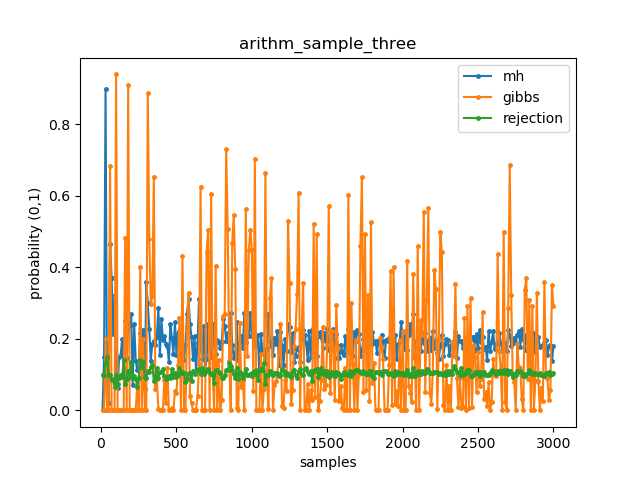 arithm_sample_three
mh
gibbs
rejection
probability (0,1)
0.8
0.6
0.4
0.2
0.0
0 500 1000 1500 2000 2500 3000
samples